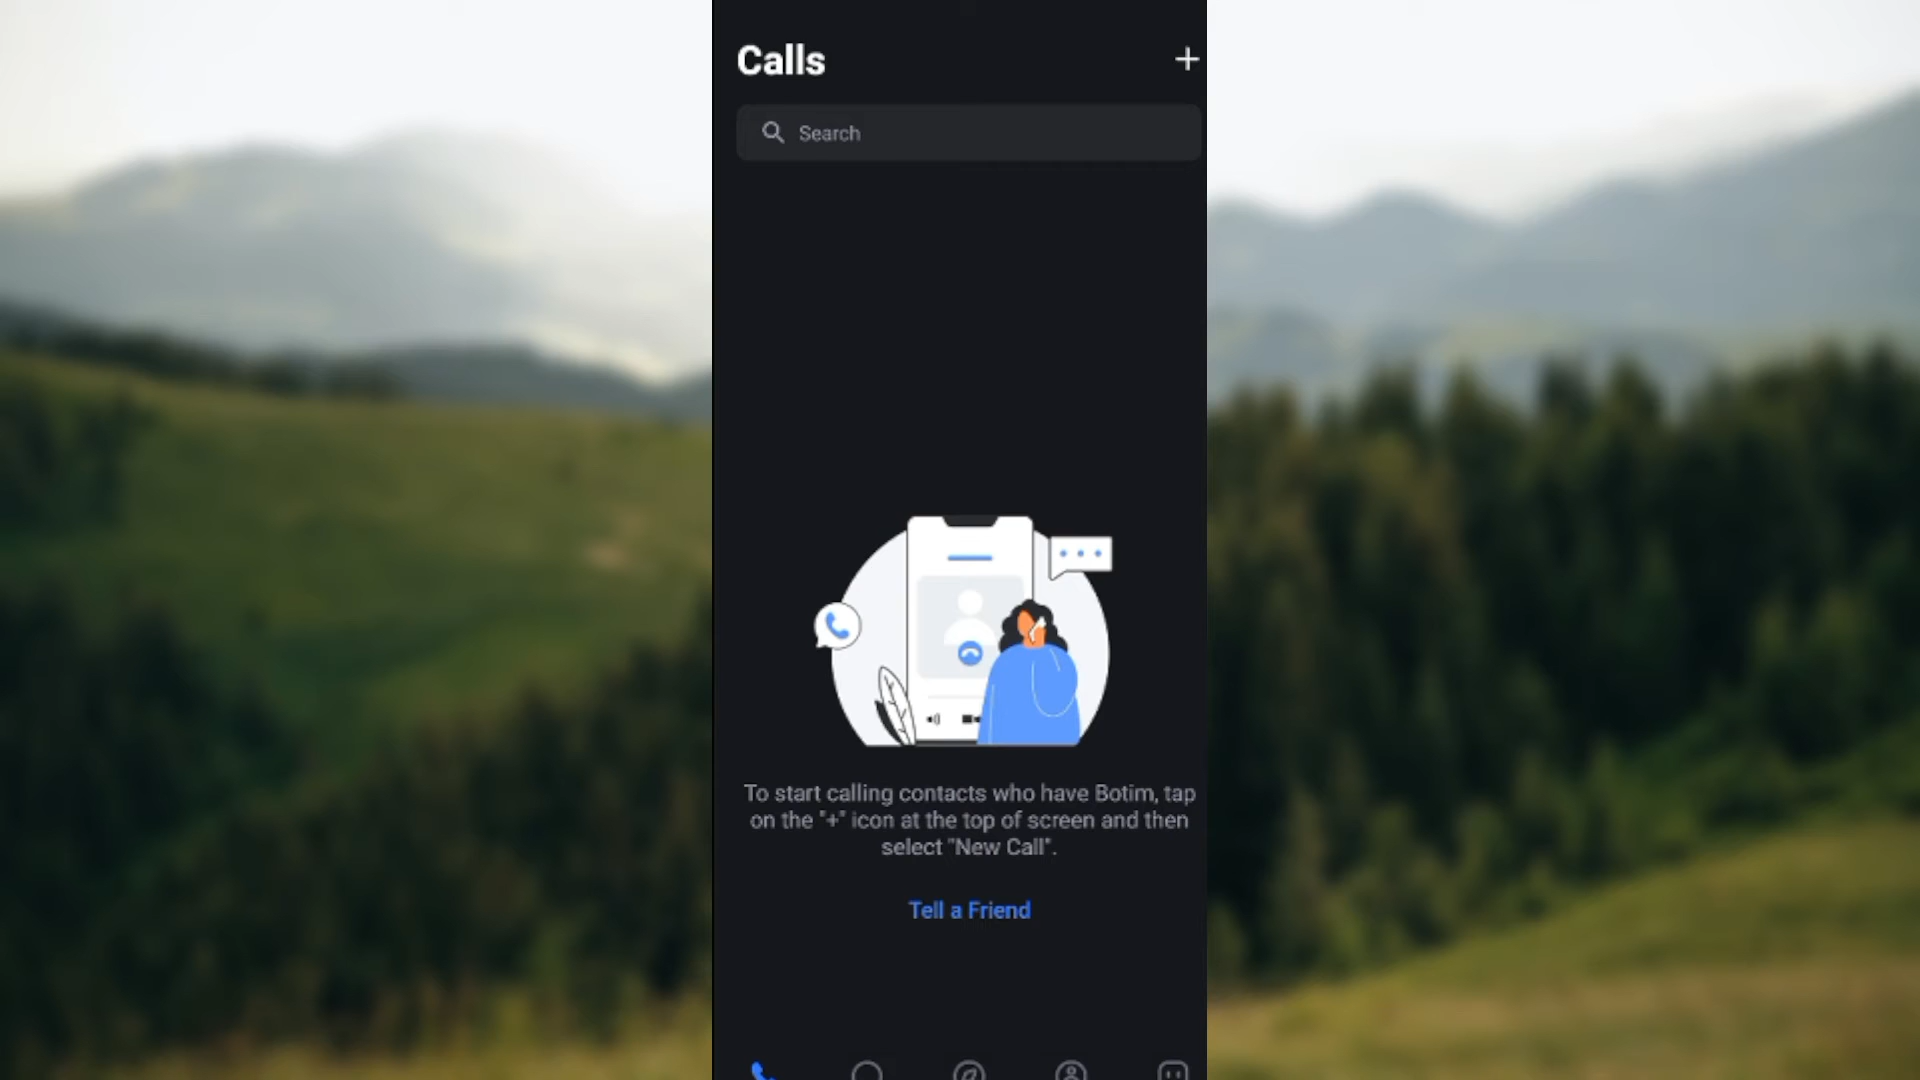 Calls
Search
To start calling contacts who have Botim, tap
on the "+" icon at the top of screen and then
select "New Call".
Tell a Friend